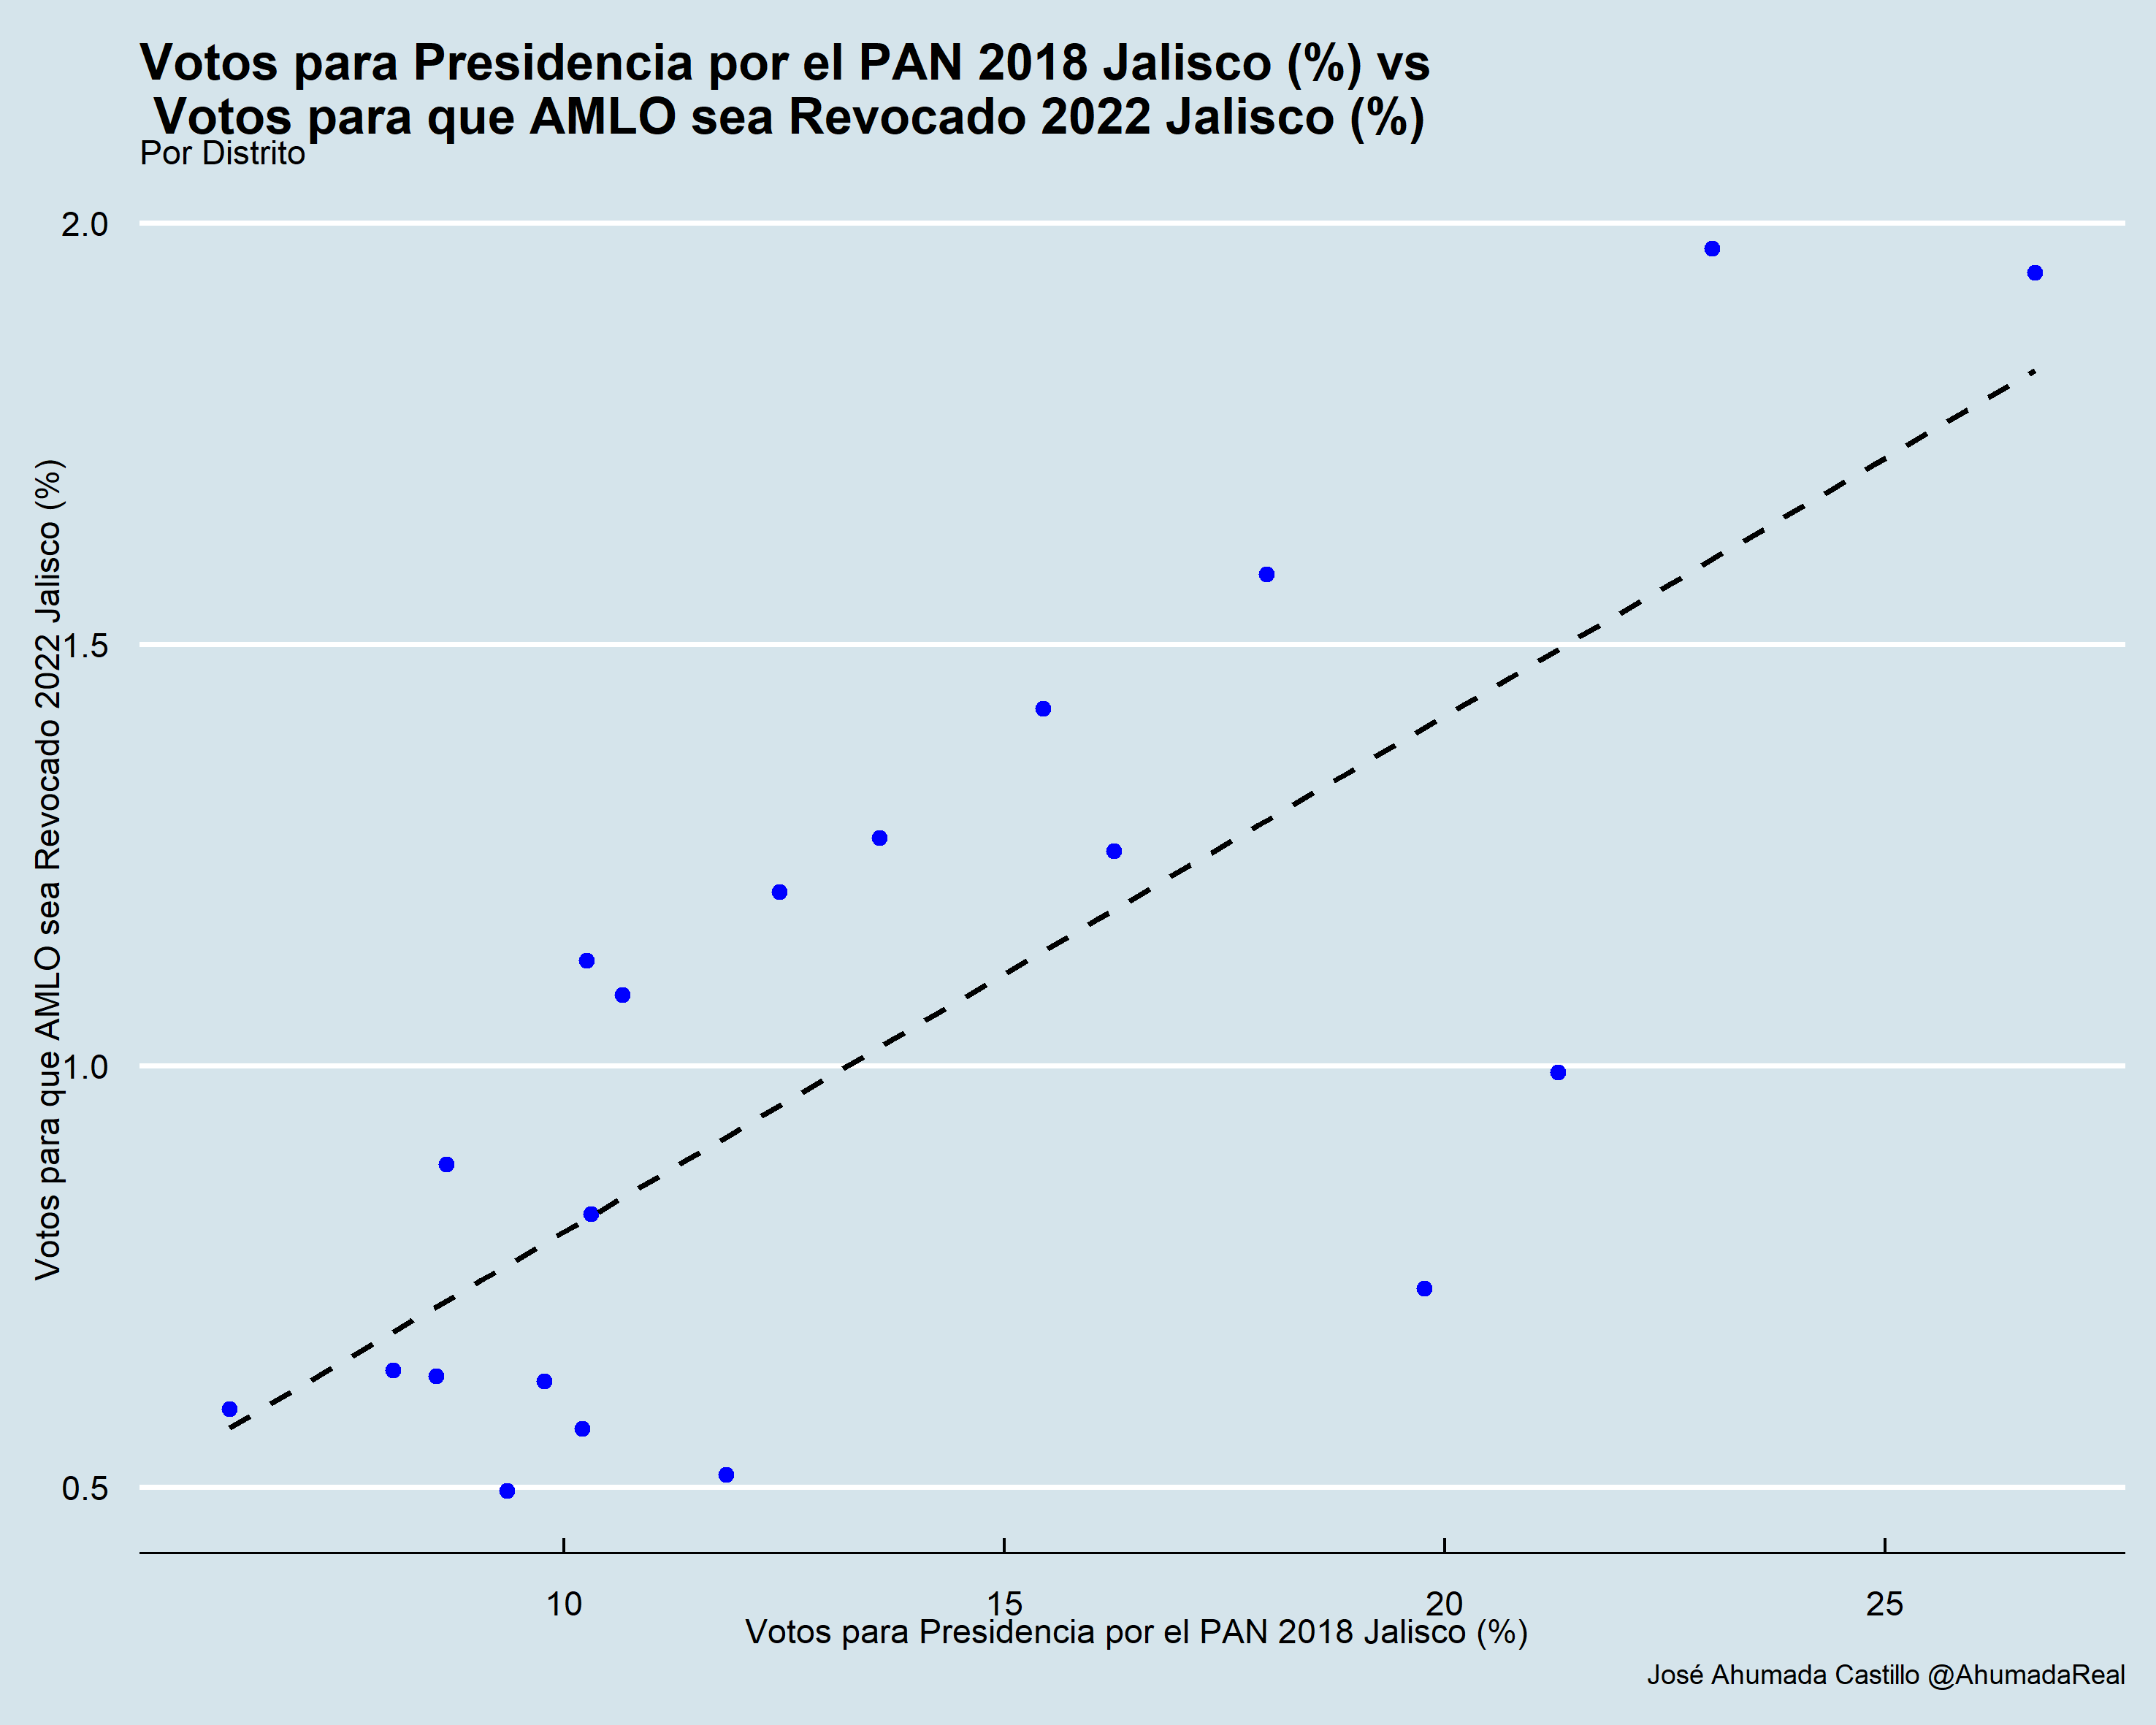 Votos para Presidencia por el PAN 2018 Jalisco (%) vs
Votos para que AMLO sea Revocado 2022 Jalisco (%)
Por Distrito
2.0
1.5
1.0
0.5
Votos para que AMLO sea Revocado 2022 Jalisco (%)
10
15
20
25
Votos para Presidencia por el PAN 2018 Jalisco (%)
José Ahumada Castillo @AhumadaReal